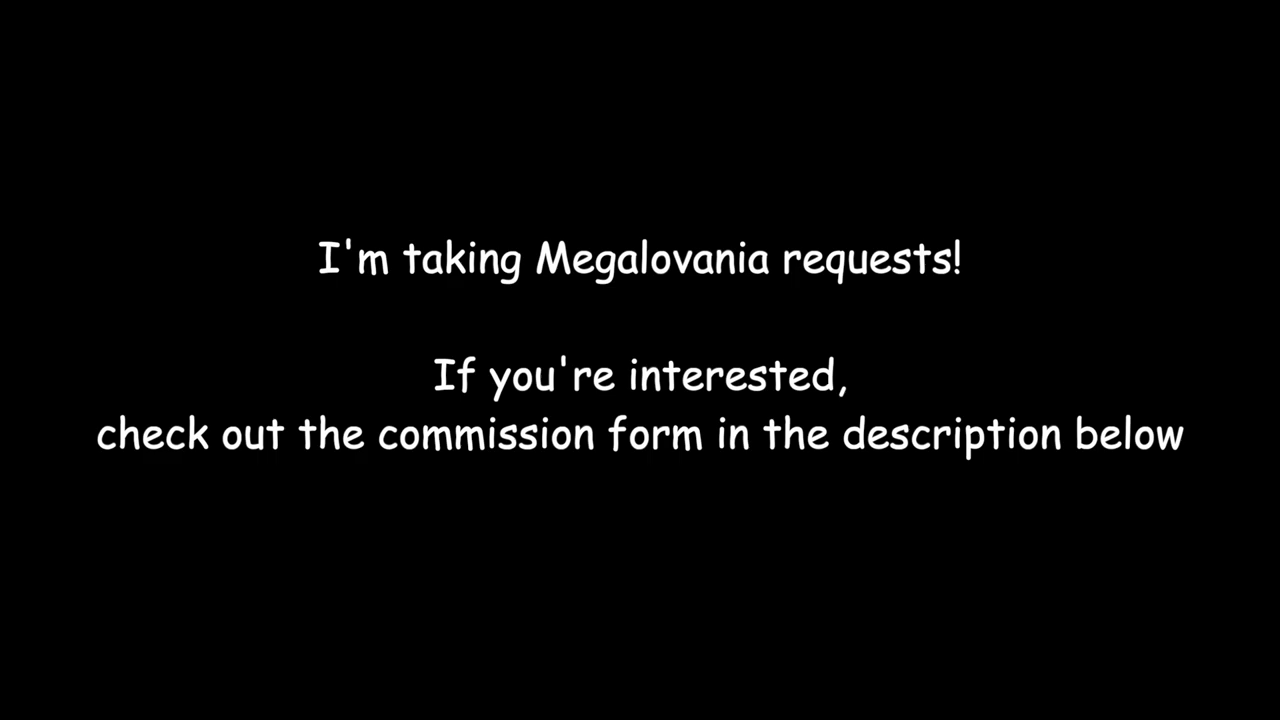 I'm taking Megalovania requests!
If you're interested,
check out the commission form in the description below